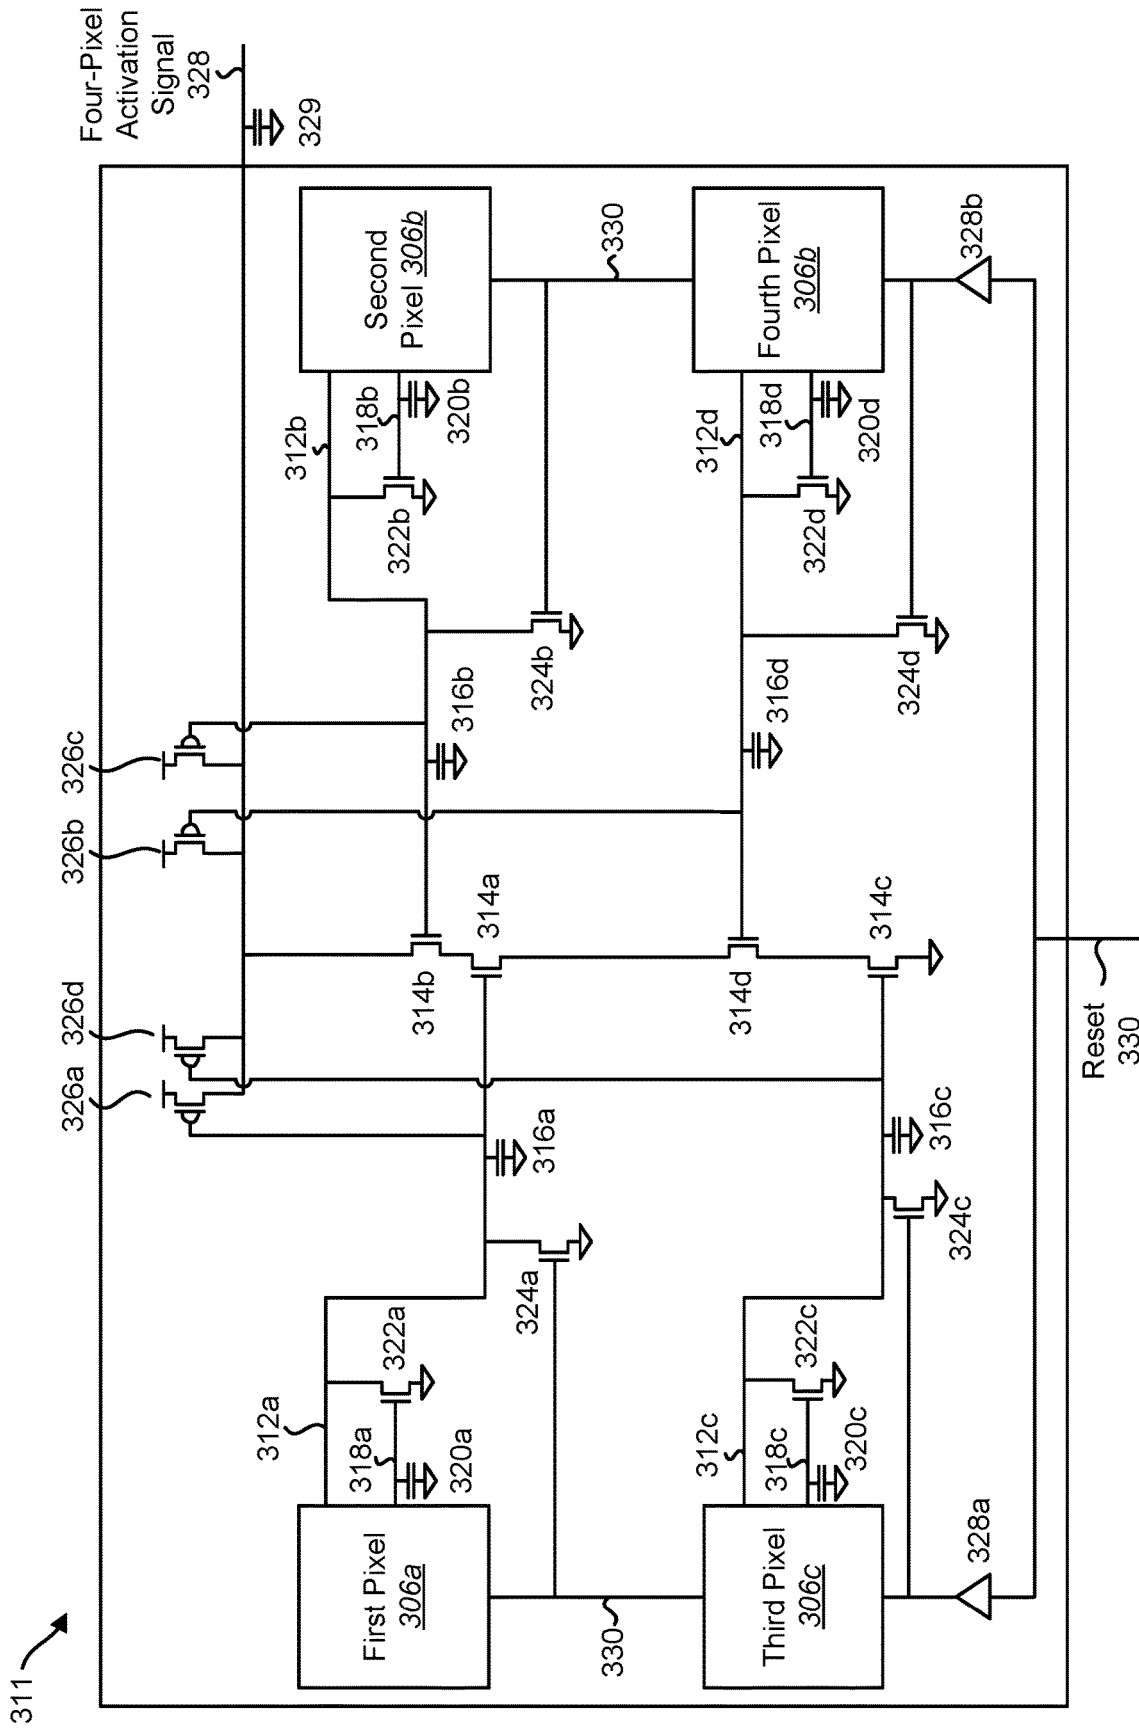 311
Four-Pixel
Activation
Signal
328
329
326a
326d
326b
326c
First Pixel
306a
312a
318a
320a
322a
324a
316a
314b
314a
316b
324b
312b
318b
320b
322b
Second
Pixel 306b
330
330
Third Pixel
306c
312c
318c
320c
322c
324c
316c
314d
314c
316d
324d
312d
318d
320d
322d
Fourth Pixel
306b
328a
328b
Reset
330